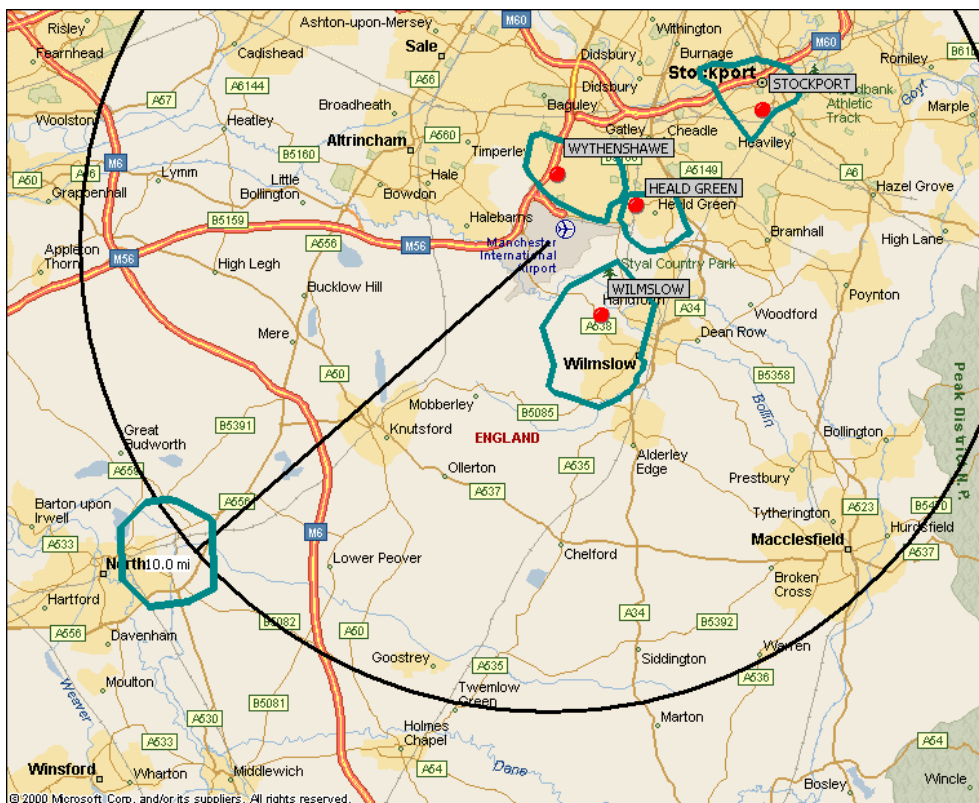 Risley
Fearnhead
Cadishead
Ashton-upon-Mersey
Sale
M60
Withington
Didsbury
Burnage
M60
Romiley
Stockport
STOCKPORT
Athletic
Track
Goyt
Marple
A57
A6144
A56
Didsbury
Woolston
Heatley
Broadheath
Baguley
Altrincham
A560
Timperley
Gatley
Cheadle
Heaviley
WYTHENSHAWE
M6
B5160
A50
Grappenhall
Lymm
Little
Bollington
Hale
Bowdon
A5149
A6
HEALD GREEN
Heald Green
Hazel Grove
B5159
Halebarns
Appleton
Thorn
M56
A556
M56
Manchester
International
Airport
Bramhall
High Lane
High Legh
Styal Country Park
Bucklow Hill
WILMSLOW
Handforth
A34
Woodford
Poynton
Mere
A538
Dean Row
Wilmslow
A50
B5358
Mobberley
B5085
Bollin
Peak District N.P.
Great
Budworth
B5391
Knutsford
ENGLAND
Bollington
A559
Ollerton
A535
Alderley
Edge
Prestbury
A537
Barton upon
Irwell
A556
Tytherington
A523
B5470
Hurdsfield
A533
M6
Macclesfield
A537
North
10.0 mi
Lower Peover
Chelford
Broken
Cross
Hartford
A556
B5082
A50
A34
B5392
Davenham
Goostrey
A535
Siddington
Warren
A536
Weaver
Moulton
B5081
Twemlow
Green
A530
Holmes
Chapel
Marton
A533
A54
Winsford
Wharton
Middlewich
A54
Dane
Bosley
Wincle
© 2000 Microsoft Corp. and/or its suppliers. All rights reserved.